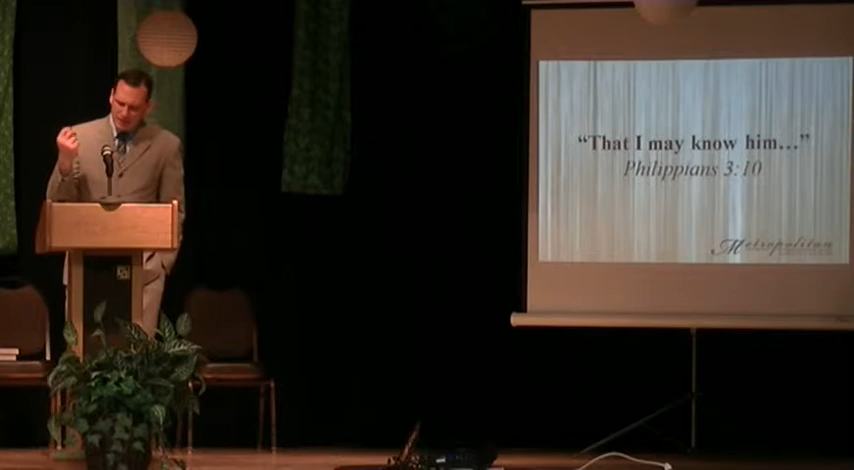 “That I may know him...”
Philippians 3:10
Metropolitan